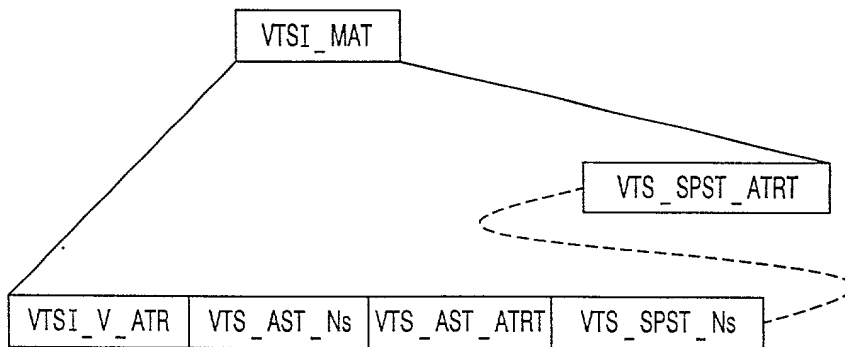 VTSI_MAT
VTS_SPST_ATRT
VTSI_V_ATR VTS_AST_Ns VTS_AST_ATRT VTS_SPST_Ns